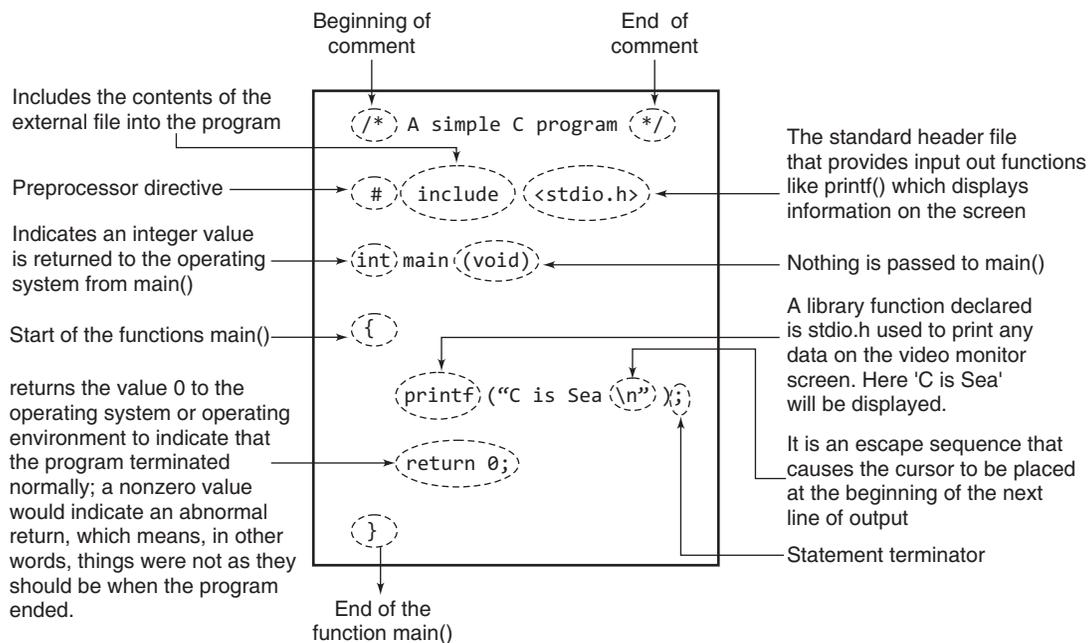 Beginning of
comment
End of
comment
Includes the contents of the
external file into the program
/* A simple C program */
The standard header file
that provides input out functions
like printf() which displays
information on the screen
Preprocessor directive
# include <stdio.h>
Indicates an integer value
is returned to the operating
system from main()
int main (void)
Nothing is passed to main()
Start of the functions main()
{
A library function declared
is stdio.h used to print any
data on the video monitor
screen. Here 'C is Sea'
will be displayed.
printf (“C is Sea \n” );
returns the value 0 to the
operating system or operating
environment to indicate that
the program terminated
normally; a nonzero value
would indicate an abnormal
return, which means, in other
words, things were not as they
should be when the program
ended.
return 0;
It is an escape sequence that
causes the cursor to be placed
at the beginning of the next
line of output
}
Statement terminator
End of the
function main()